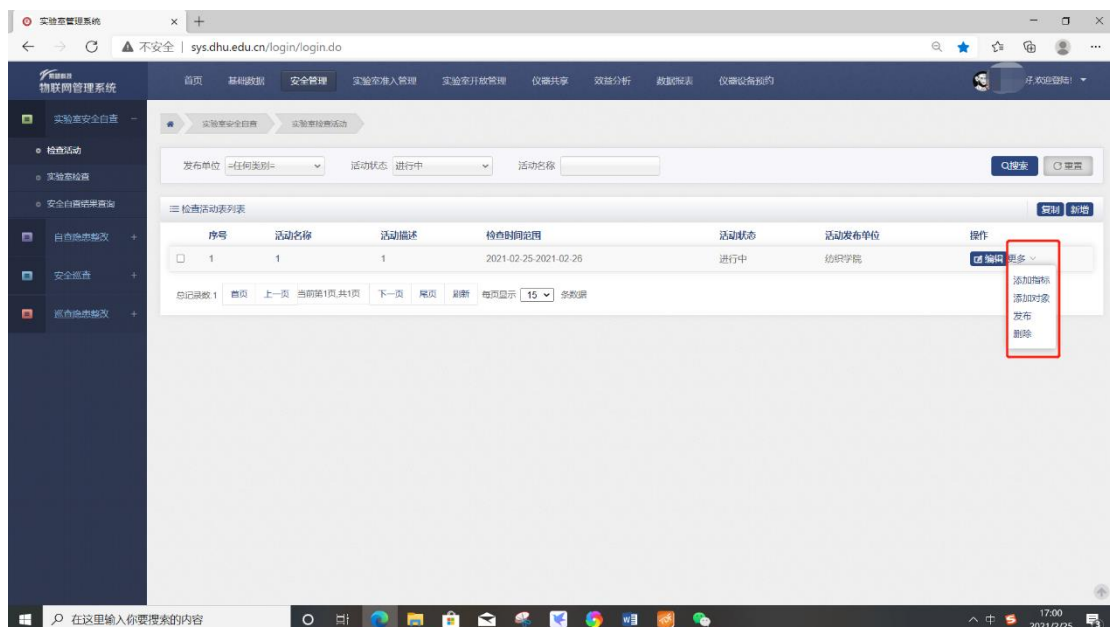 实验室管理系统
不安全 | sys.dhu.edu.cn/login/login.do
物联网管理系统
首页 基础数据 安全管理 实验室准入管理 实验室开放管理 仪器共享 效益分析 数据报表 仪器设备预约
欢迎登陆!
实验室安全自查
检查活动
实验室检查
安全自查结果查询
自查隐患整改
安全巡查
巡查隐患整改
实验室安全自查 实验室检查活动
发布单位 =任何类别= 活动状态 进行中 活动名称 搜索 重置
检查活动表列表 复制 新增
序号 活动名称 活动描述 检查时间范围 活动状态 活动发布单位 操作
1 1 1 2021-02-25-2021-02-26 进行中 纺织学院 编辑 更多
添加指标
添加对象
发布
删除
总记录数:1 首页 上一页 当前第1页,共1页 下一页 尾页 刷新 每页显示 15 条数据
在这里输入你要搜索的内容
中
17:00
2021/2/25